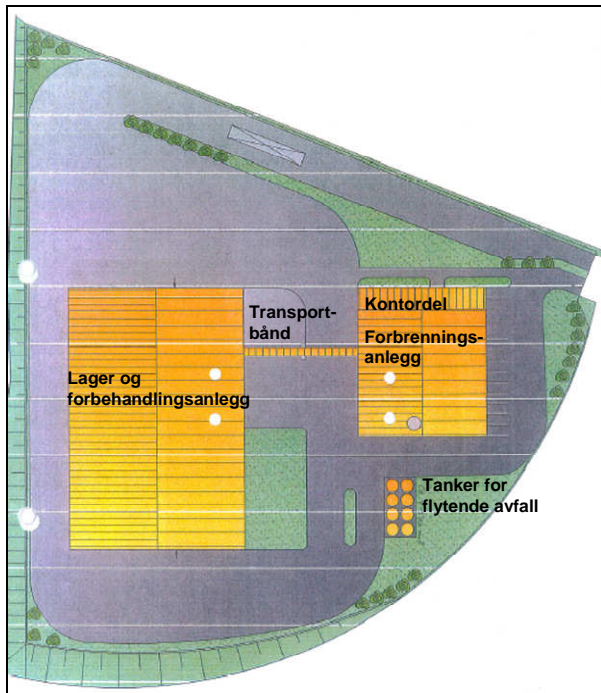 Transport-
bånd
Kontordel
Forbrennings-
anlegg
Lager og
forbehandlingsanlegg
Tanker for
flytende avfall